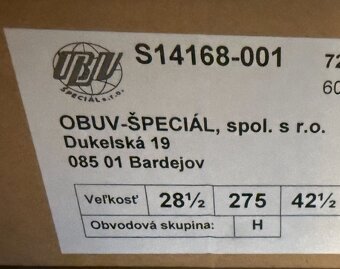 OBV
ŠPECIÁL s.r.o.
S14168-001
72
60
OBUV-ŠPECIÁL, spol. s r.o.
Dukelská 19
085 01 Bardejov
Veľkosť 28½ 275 42½
Obvodová skupina: H